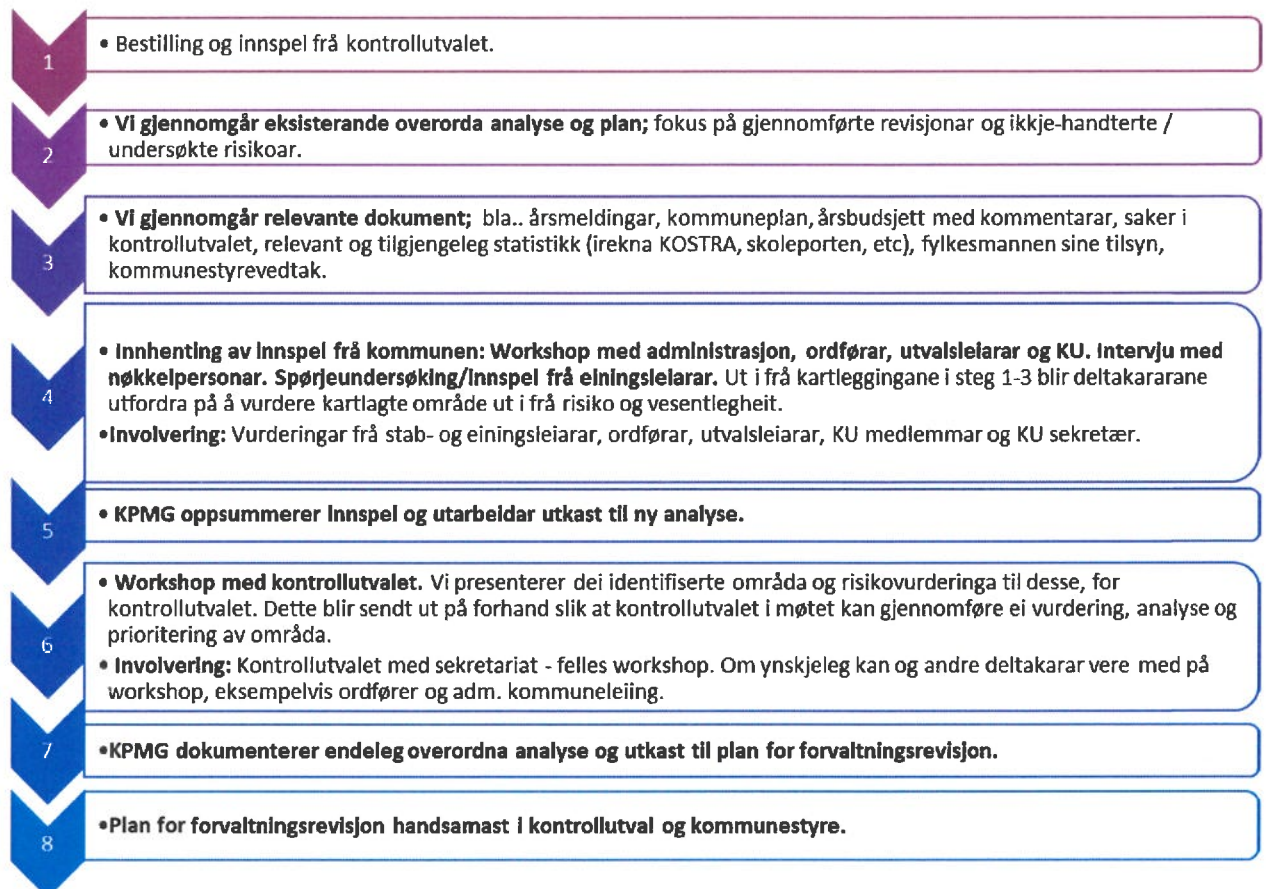 1
• Bestilling og innspel frå kontrollutvalet.
2
• Vi gjennomgår eksisterande overorda analyse og plan; fokus på gjennomførte revisjonar og ikkje-handterte /
undersøkte risikoar.
3
• Vi gjennomgår relevante dokument; bla.. årsmeldingar, kommuneplan, årsbudsjett med kommentarar, saker i
kontrollutvalet, relevant og tilgjengeleg statistikk (irekna KOSTRA, skoleporten, etc), fylkesmannen sine tilsyn,
kommunestyrevedtak.
4
• Innhenting av innspel frå kommunen: Workshop med administrasjon, ordførar, utvalsleiarar og KU. Intervju med
nøkkelpersonar. Spørjeundersøking/innspel frå einingsleiarar. Ut i frå kartleggingane i steg 1-3 blir deltakararane
utfordra på å vurdere kartlagte område ut i frå risiko og vesentlegheit.
•Involvering: Vurderingar frå stab- og einingsleiarar, ordførar, utvalsleiarar, KU medlemmar og KU sekretær.
5
• KPMG oppsummerer innspel og utarbeidar utkast til ny analyse.
6
• Workshop med kontrollutvalet. Vi presenterer dei identifiserte områda og risikovurderinga til desse, for
kontrollutvalet. Dette blir sendt ut på forhand slik at kontrollutvalet i møtet kan gjennomføre ei vurdering, analyse og
prioritering av områda.
• Involvering: Kontrollutvalet med sekretariat - felles workshop. Om ynskjeleg kan og andre deltakarar vere med på
workshop, eksempelvis ordfører og adm. kommuneleiing.
7
•KPMG dokumenterer endeleg overordna analyse og utkast til plan for forvaltningsrevisjon.
8
•Plan for forvaltningsrevisjon handsamast i kontrollutval og kommunestyre.